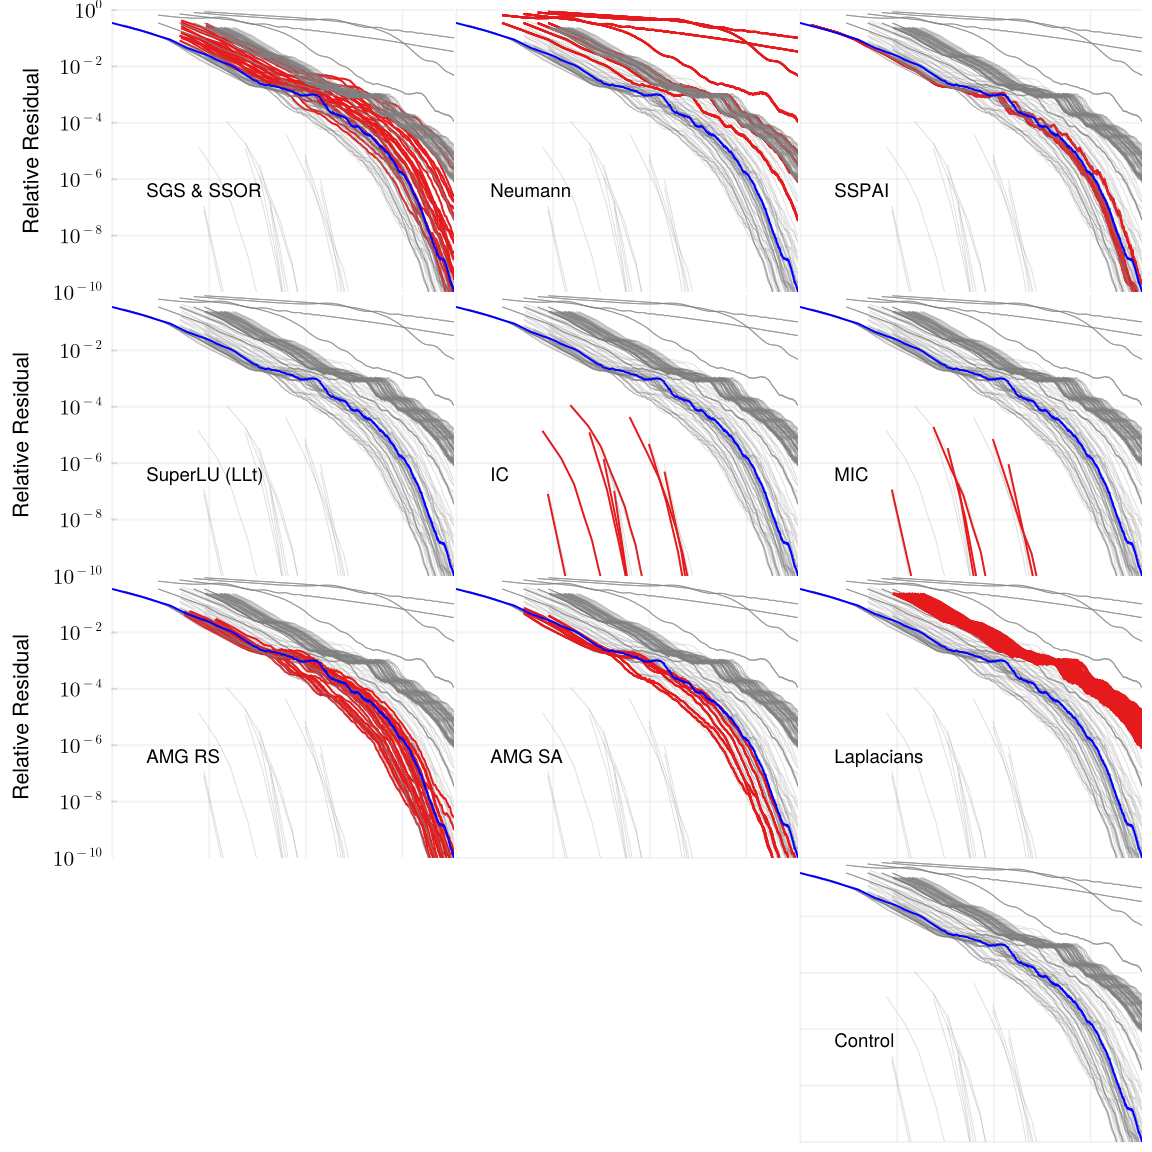 10^0
10^-2
10^-4
10^-6
10^-8
10^-10
Relative Residual
SGS & SSOR
Neumann
SSPAI
10^-2
10^-4
10^-6
10^-8
10^-10
Relative Residual
SuperLU (LLt)
IC
MIC
10^-2
10^-4
10^-6
10^-8
10^-10
Relative Residual
AMG RS
AMG SA
Laplacians
Control